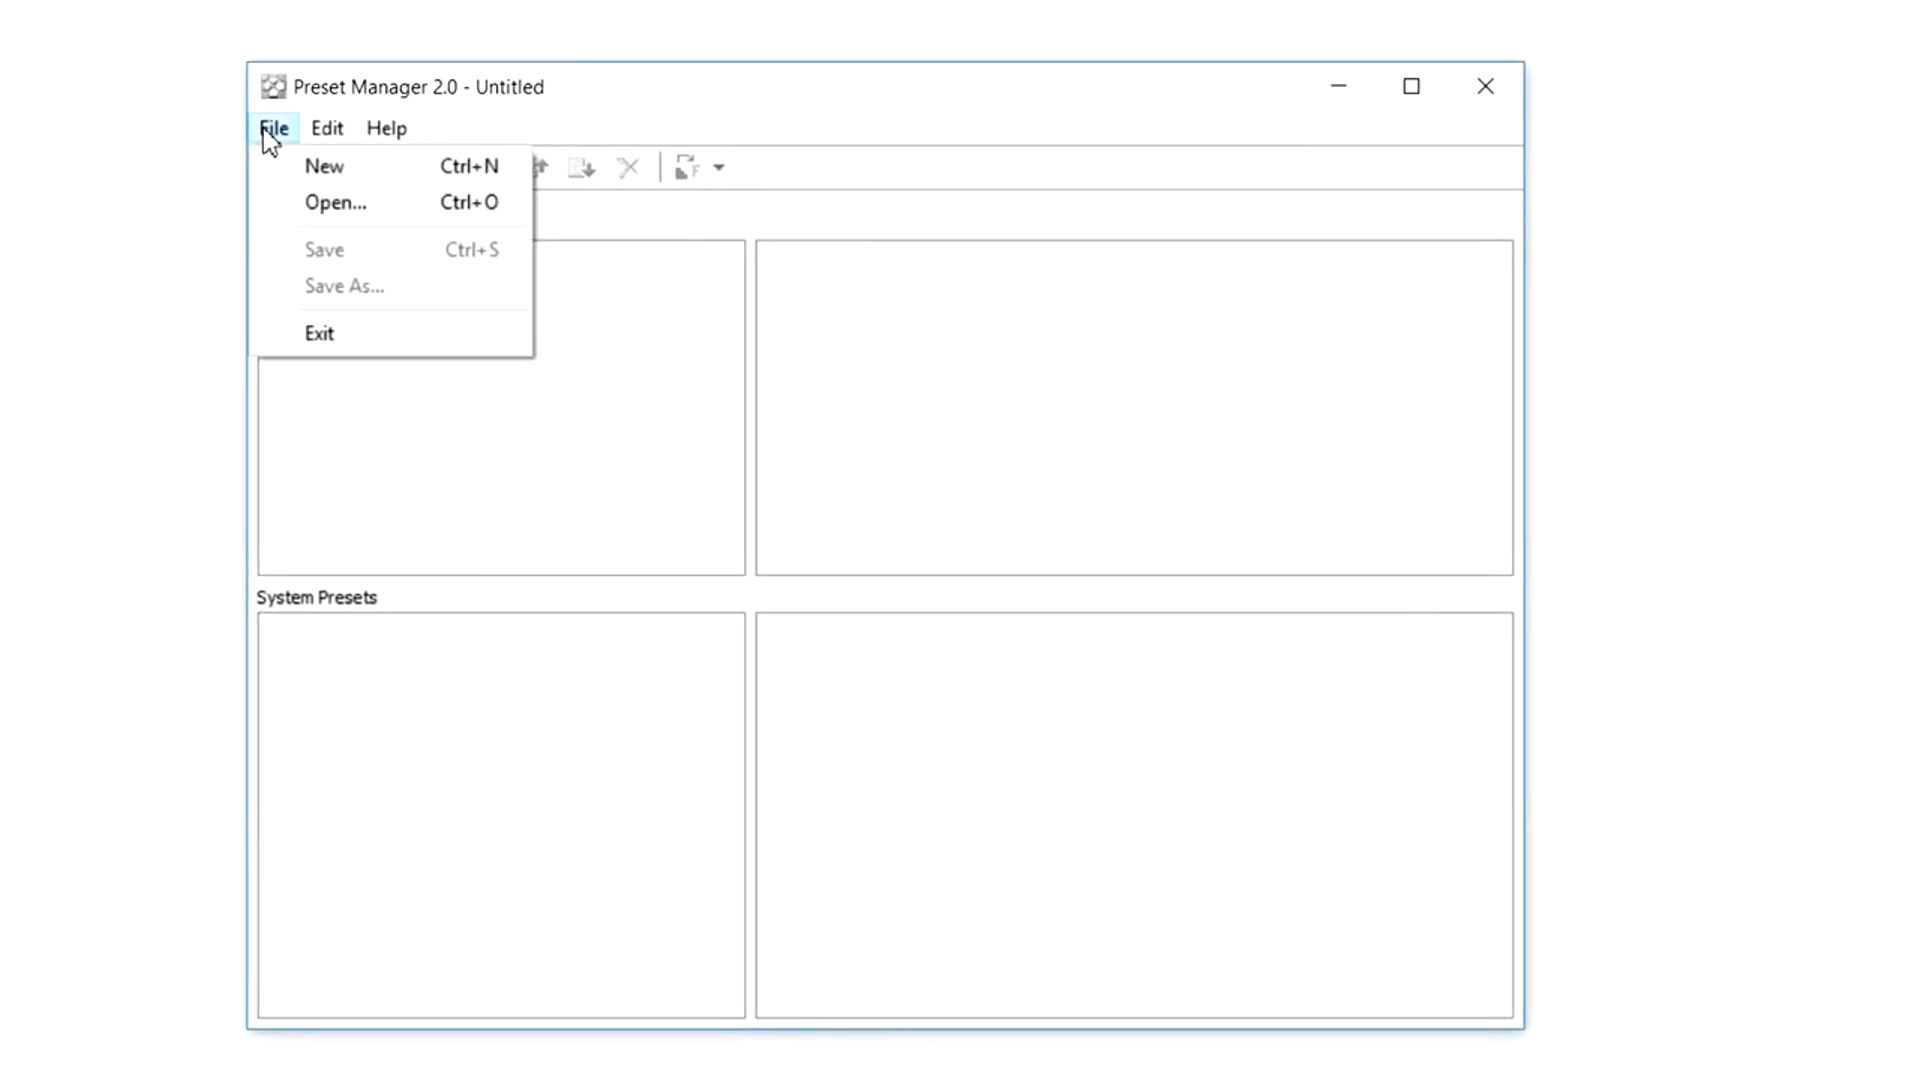 Preset Manager 2.0 - Untitled
File Edit Help
New Ctrl+N
Open... Ctrl+O
Save Ctrl+S
Save As...
Exit
System Presets